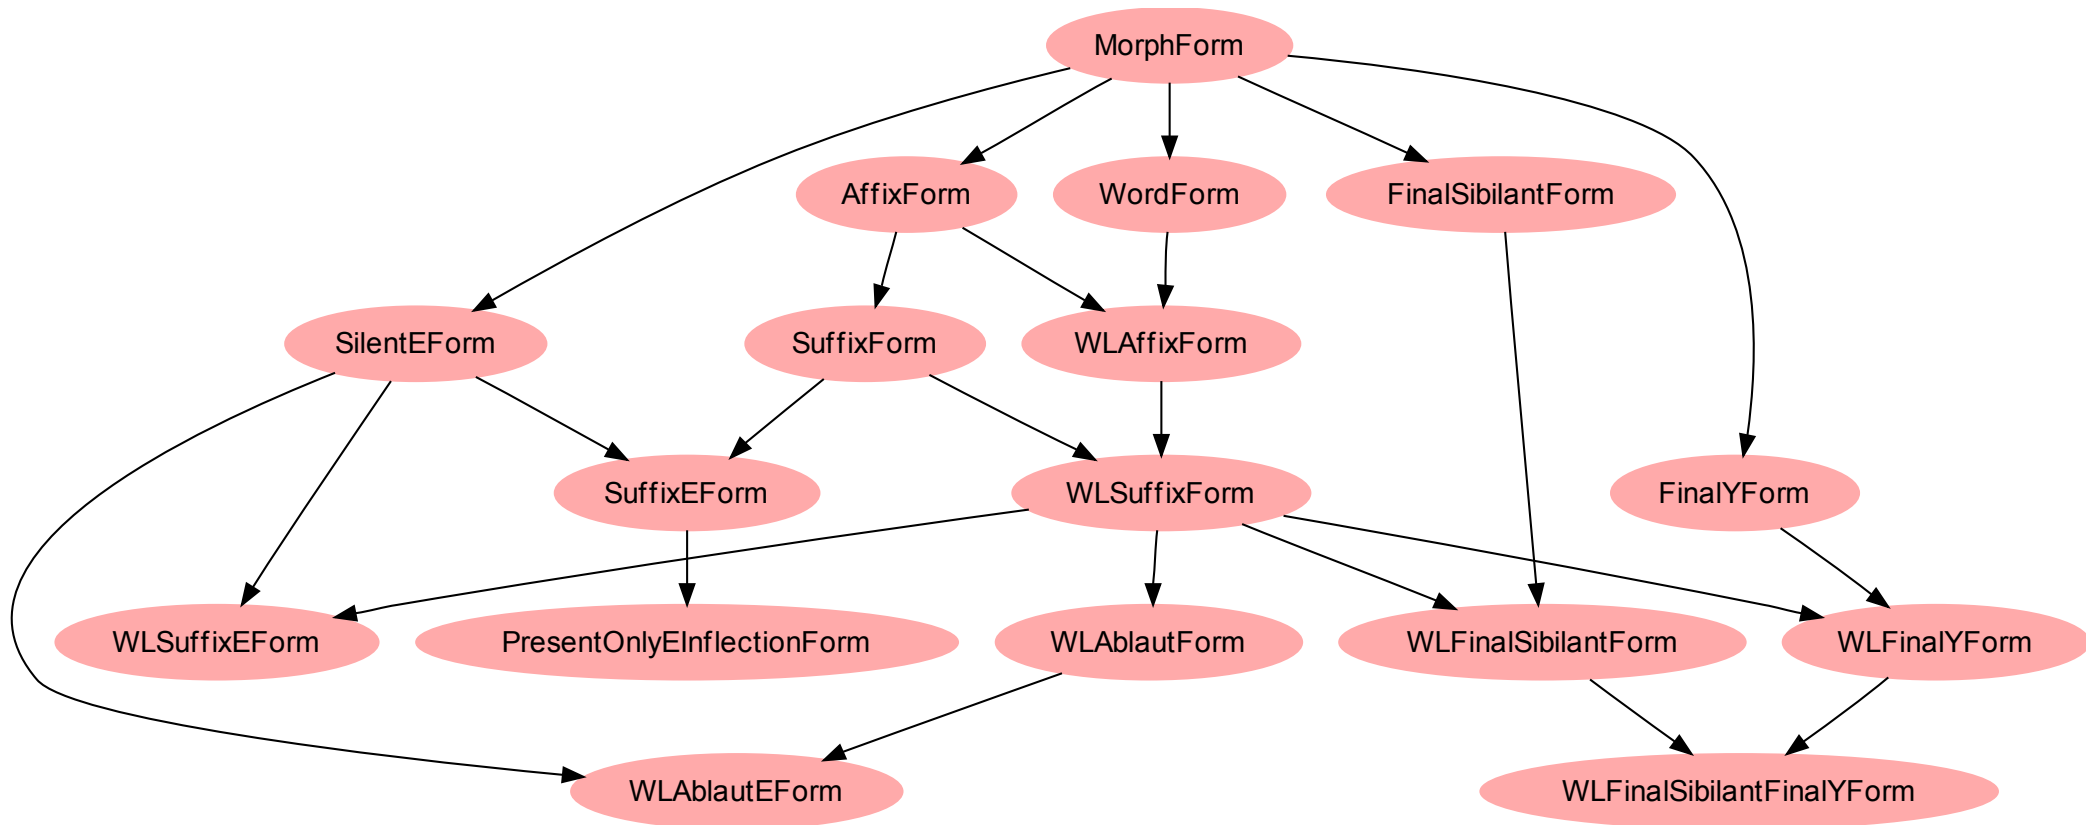 MorphForm
AffixForm
WordForm
FinalSibilantForm
SilentEForm
SuffixForm
WLAffixForm
SuffixEForm
WLSuffixForm
FinalYForm
WLSuffixEForm
PresentOnlyEInflectionForm
WLAblautForm
WLFinalSibilantForm
WLFinalYForm
WLAblautEForm
WLFinalSibilantFinalYForm